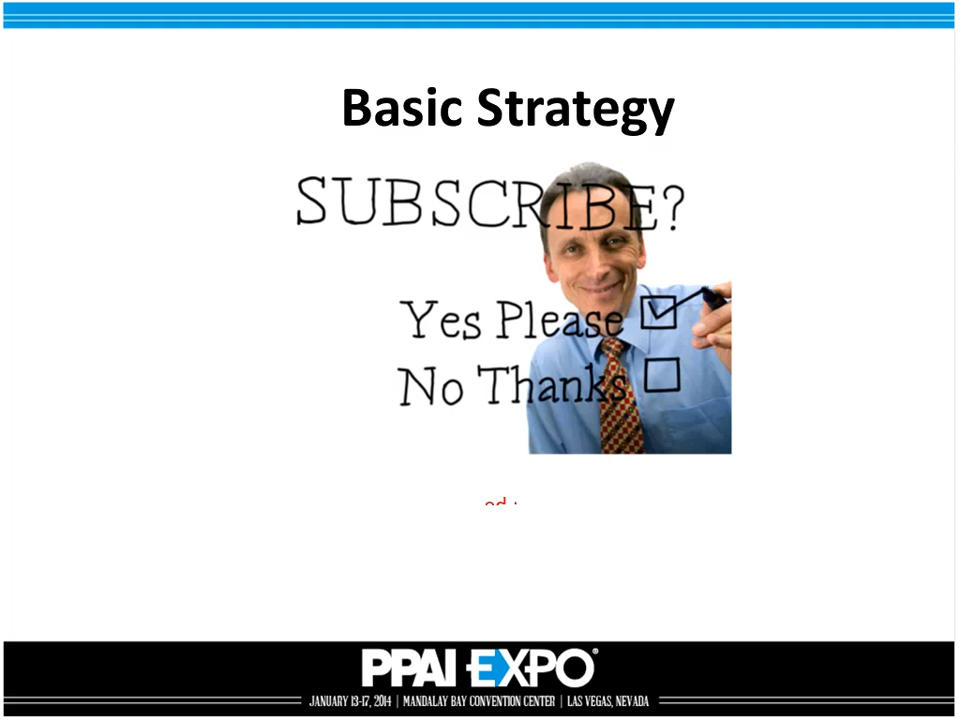 Basic Strategy
SUBSCRIBE?
Yes Please
No Thanks
PPAI EXPO®
JANUARY 13-17, 2014 | MANDALAY BAY CONVENTION CENTER | LAS VEGAS, NEVADA